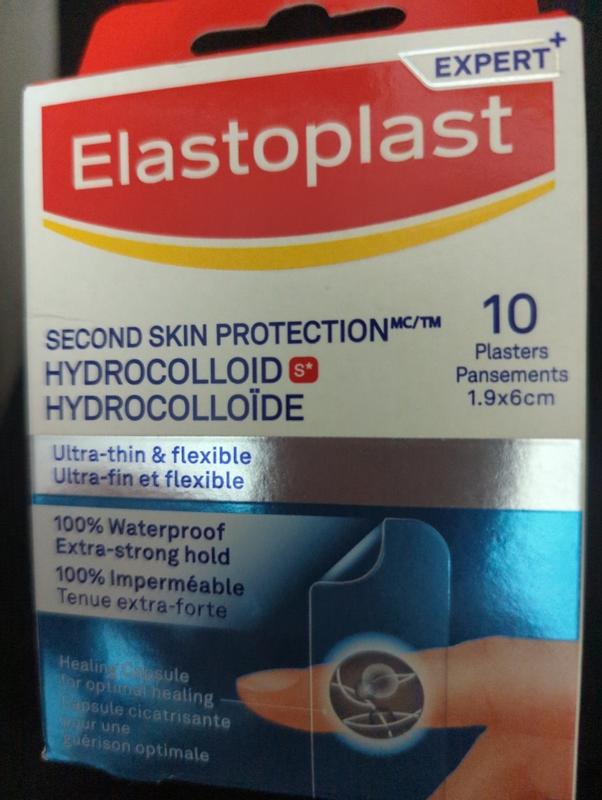 EXPERT+
Elastoplast
SECOND SKIN PROTECTION MC/TM
HYDROCOLLOID S*
HYDROCOLLOÏDE
10
Plasters
Pansements
1.9x6cm
Ultra-thin & flexible
Ultra-fin et flexible
100% Waterproof
Extra-strong hold
100% Imperméable
Tenue extra-forte
Healing Capsule
for optimal healing
Capsule cicatrisante
pour une
guérison optimale